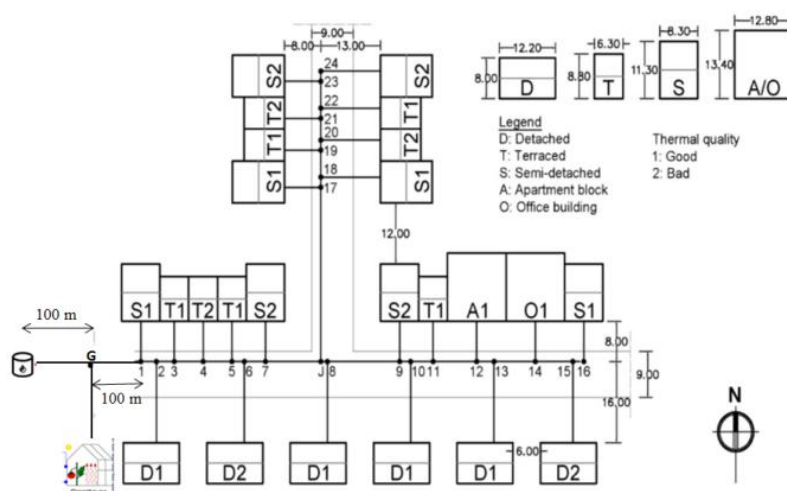 9.00
8.00
13.00
S2
24
23
S2
T2
22
21
T1
T1
20
19
T2
S1
18
17
S1
12.00
12.20
8.00
D
6.30
8.80
T
8.30
11.30
S
12.80
13.40
A/O
Legend
D: Detached
T: Terraced
S: Semi-detached
A: Apartment block
O: Office building
Thermal quality
1: Good
2: Bad
S1
T1
T2
T1
S2
S2
T1
A1
O1
S1
100 m
G
100 m
1
2
3
4
5
6
7
J
8
9
10
11
12
13
14
15
16
8.00
9.00
16.00
6.00
D1
D2
D1
D1
D1
D2
N